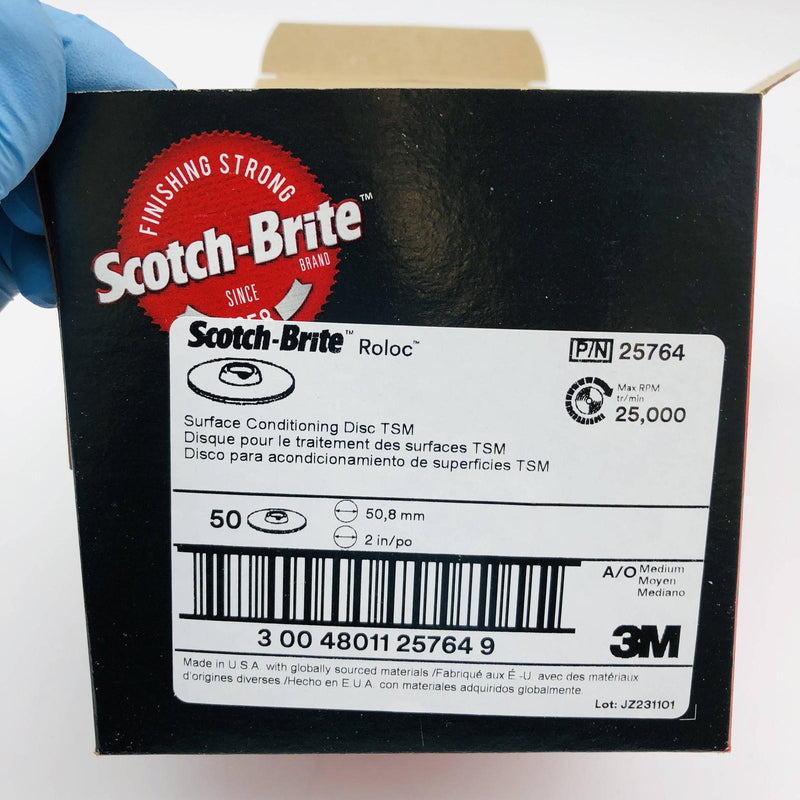 FINISHING STRONG
Scotch-Brite™
BRAND
SINCE
Scotch-Brite™ Roloc™
P/N 25764
Max RPM
tr/min
25,000
Surface Conditioning Disc TSM
Disque pour le traitement des surfaces TSM
Disco para acondicionamiento de superficies TSM
50
50,8 mm
2 in/po
A/O Medium
Moyen
Mediano
3 00 48011 25764 9
3M
Made in U.S.A. with globally sourced materials /Fabriqué aux É.-U. avec des matériaux
d'origines diverses./Hecho en E.U.A. con materiales adquiridos globalmente.
Lot: JZ231101